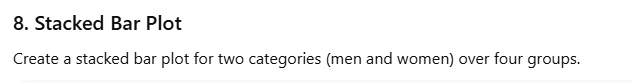 8. Stacked Bar Plot
Create a stacked bar plot for two categories (men and women) over four groups.